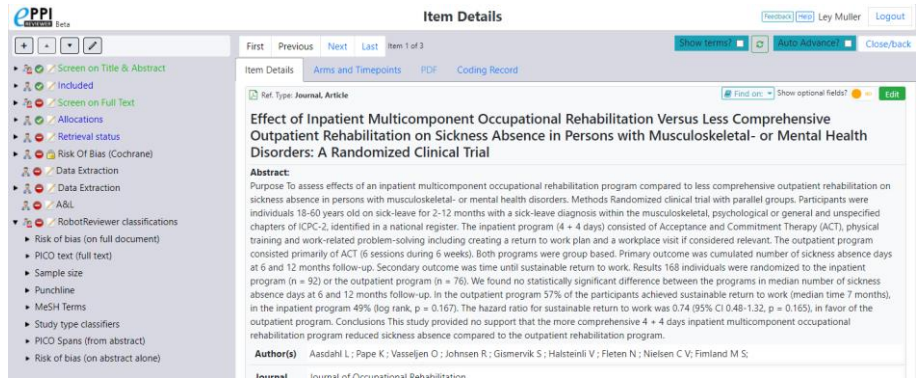 EPPI
REVIEWER Beta
Item Details
Feedback Help Ley Muller Logout
First Previous Next Last Item 1 of 3
Show terms? Auto Advance? Close/back
Screen on Title & Abstract
Included
Screen on Full Text
Allocations
Retrieval status
Risk Of Bias (Cochrane)
Data Extraction
Data Extraction
A&L
RobotReviewer classifications
Risk of bias (on full document)
PICO text (full text)
Sample size
Punchline
MeSH Terms
Study type classifiers
PICO Spans (from abstract)
Risk of bias (on abstract alone)
Item Details Arms and Timepoints PDF Coding Record
Ref. Type: Journal, Article
Find on: Show optional fields? Edit
Effect of Inpatient Multicomponent Occupational Rehabilitation Versus Less Comprehensive
Outpatient Rehabilitation on Sickness Absence in Persons with Musculoskeletal- or Mental Health
Disorders: A Randomized Clinical Trial
Abstract:
Purpose To assess effects of an inpatient multicomponent occupational rehabilitation program compared to less comprehensive outpatient rehabilitation on
sickness absence in persons with musculoskeletal- or mental health disorders. Methods Randomized clinical trial with parallel groups. Participants were
individuals 18-60 years old on sick-leave for 2-12 months with a sick-leave diagnosis within the musculoskeletal, psychological or general and unspecified
chapters of ICPC-2, identified in a national register. The inpatient program (4 + 4 days) consisted of Acceptance and Commitment Therapy (ACT), physical
training and work-related problem-solving including creating a return to work plan and a workplace visit if considered relevant. The outpatient program
consisted primarily of ACT (6 sessions during 6 weeks). Both programs were group based. Primary outcome was cumulated number of sickness absence days
at 6 and 12 months follow-up. Secondary outcome was time until sustainable return to work. Results 168 individuals were randomized to the inpatient
program (n = 92) or the outpatient program (n = 76). We found no statistically significant difference between the programs in median number of sickness
absence days at 6 and 12 months follow-up. In the outpatient program 57% of the participants achieved sustainable return to work (median time 7 months),
in the inpatient program 49% (log rank, p = 0.167). The hazard ratio for sustainable return to work was 0.74 (95% CI 0.48-1.32, p = 0.165), in favor of the
outpatient program. Conclusions This study provided no support that the more comprehensive 4 + 4 days inpatient multicomponent occupational
rehabilitation program reduced sickness absence compared to the outpatient rehabilitation program.
Author(s) Aasdahl L ; Pape K ; Vasseljen O ; Johnsen R ; Gismervik S ; Halsteinli V ; Fleten N ; Nielsen C V; Fimland M S;
Journal Journal of Occupational Rehabilitation